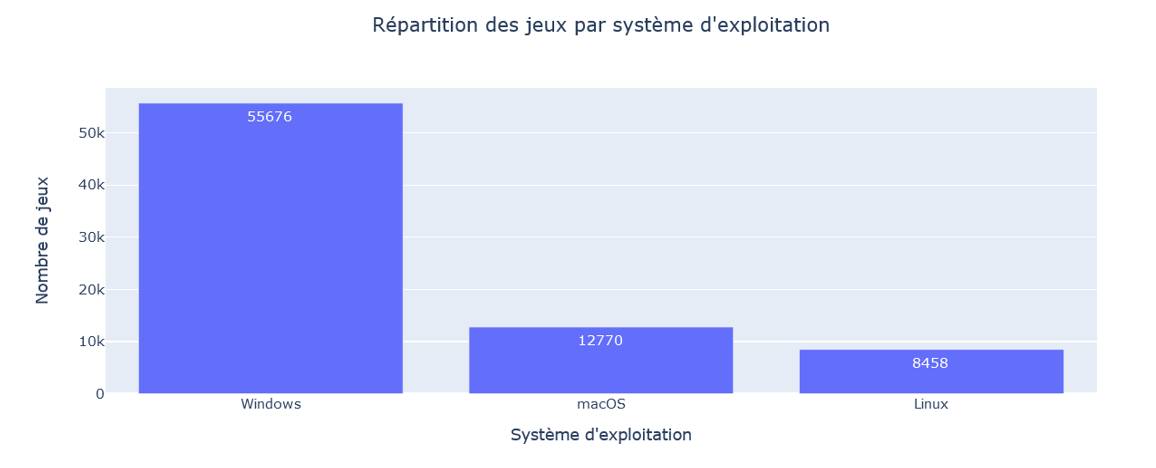 Répartition des jeux par système d'exploitation
Nombre de jeux
50k
40k
30k
20k
10k
0
55676
12770
8458
Windows
macOS
Linux
Système d'exploitation